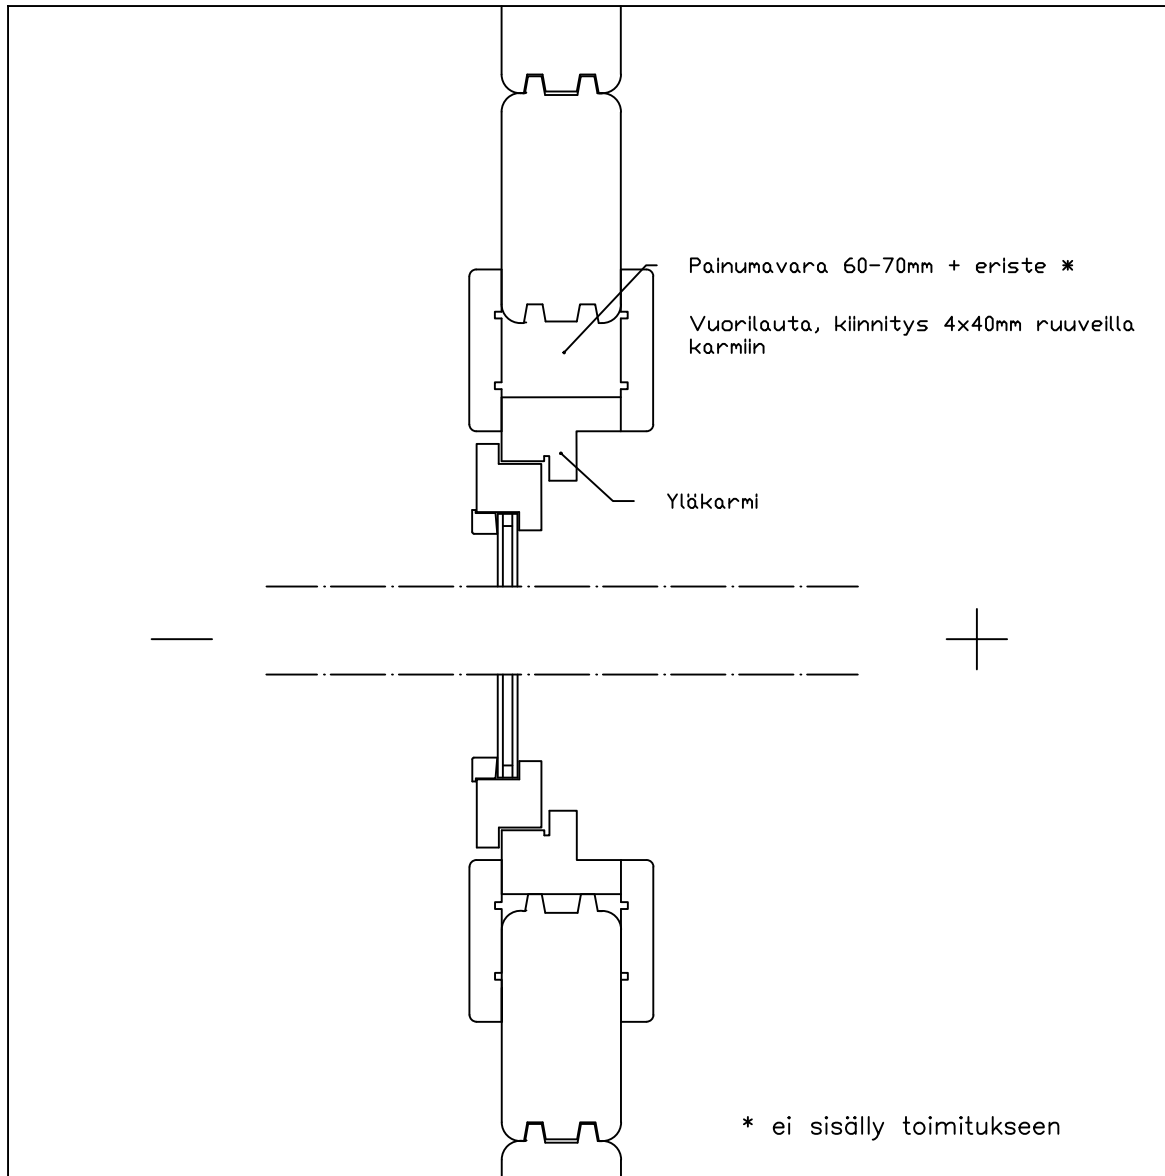 Painumavara 60-70mm + eriste *
Vuorilauta, kiinnitys 4x40mm ruuveilla
karmiin
Yläkarmi
* ei sisälly toimitukseen